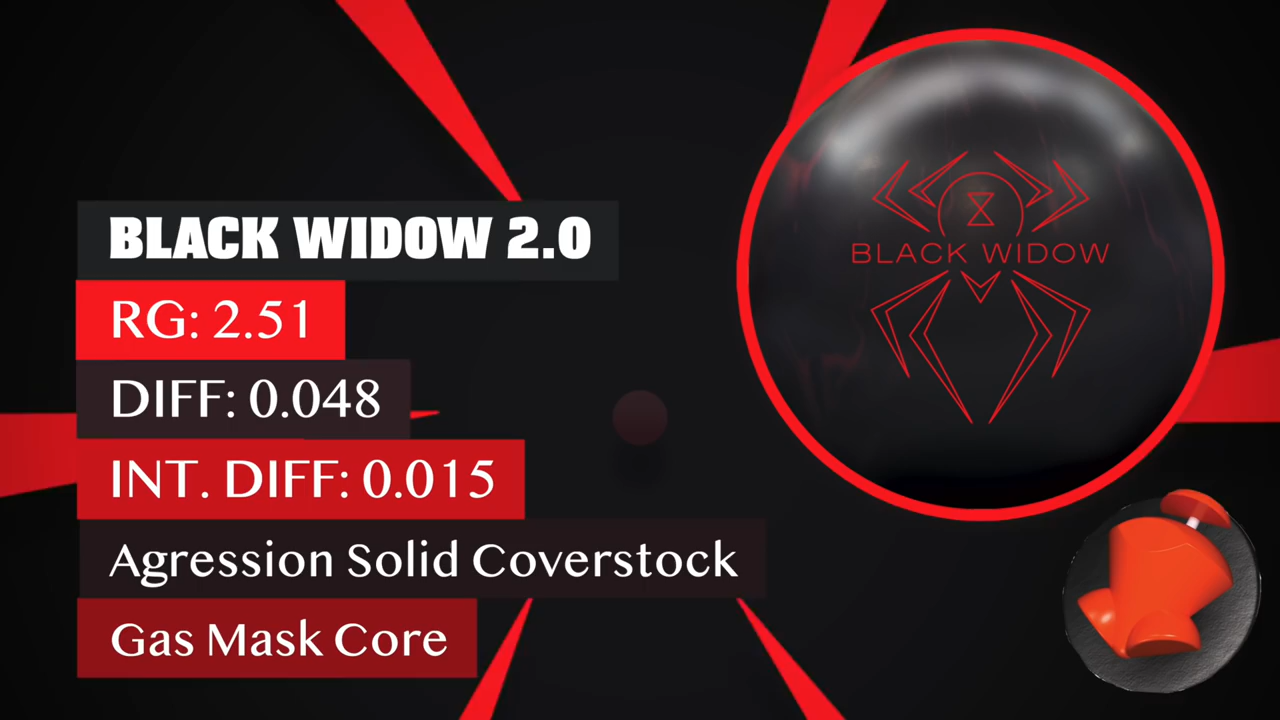 BLACK WIDOW 2.0
RG: 2.51
DIFF: 0.048
INT. DIFF: 0.015
Agression Solid Coverstock
Gas Mask Core
BLACK WIDOW